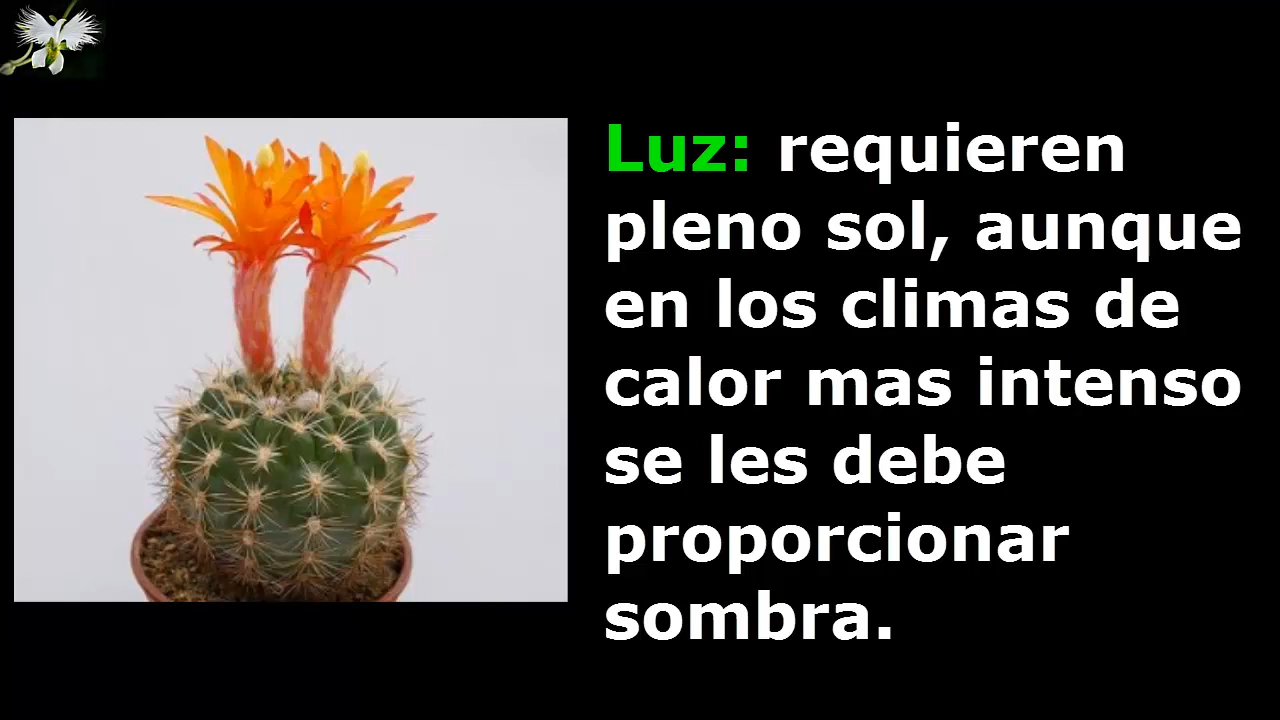 Luz: requieren
pleno sol, aunque
en los climas de
calor mas intenso
se les debe
proporcionar
sombra.